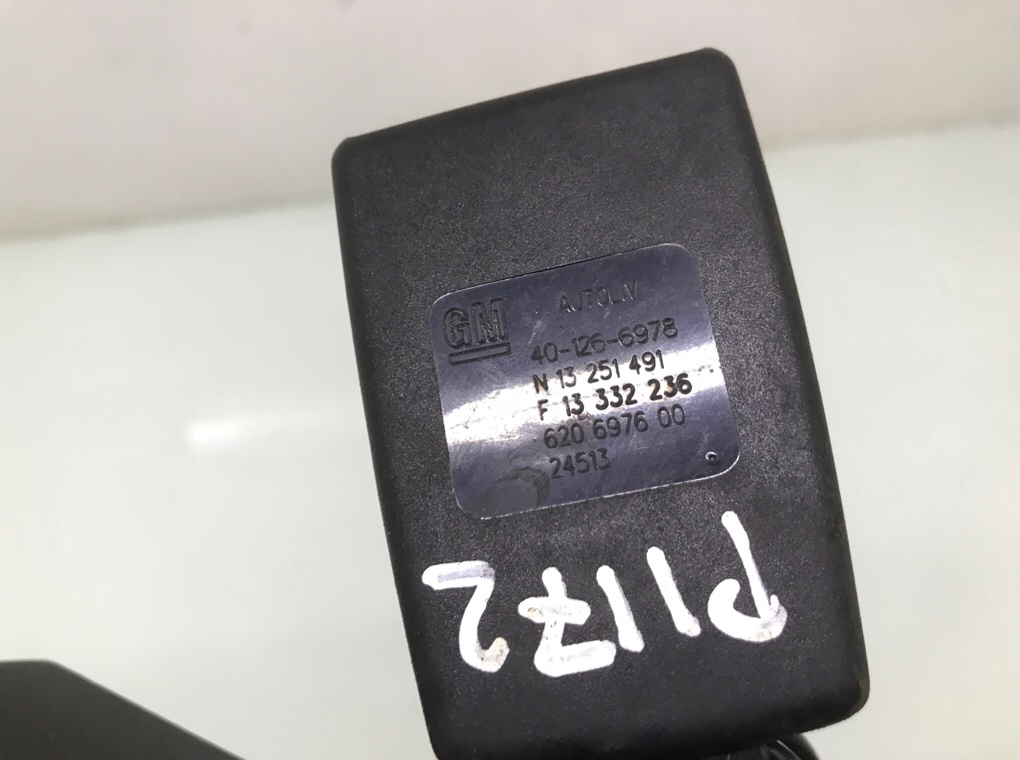 GM AUTOLIV
40-126-6978
N 13 251 491
F 13 332 236
620 6976 00
24513
P1172